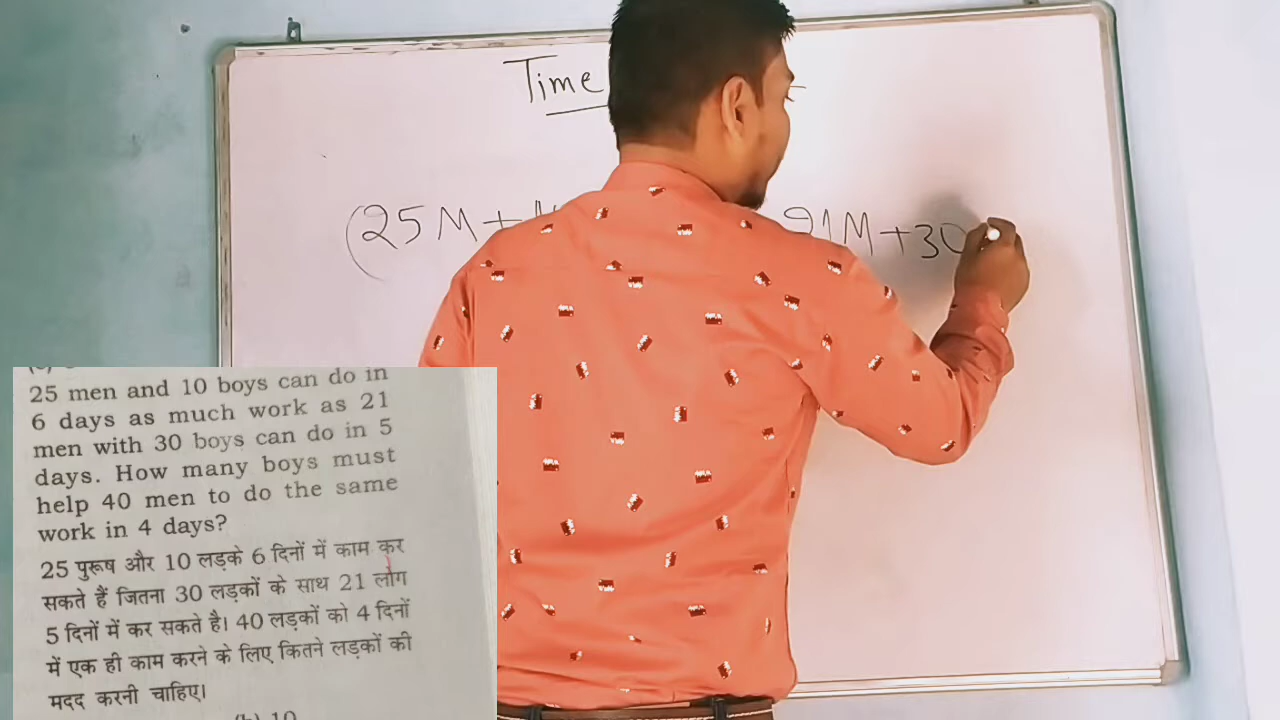 Time
(25M+
21M+30
25 men and 10 boys can do in
6 days as much work as 21
men with 30 boys can do in 5
days. How many boys must
help 40 men to do the same
work in 4 days?
25 पुरूष और 10 लड़के 6 दिनों में काम कर
सकते हैं जितना 30 लड़कों के साथ 21 लोग
5 दिनों में कर सकते है। 40 लड़कों को 4 दिनों
में एक ही काम करने के लिए कितने लड़कों की
मदद करनी चाहिए।
(b) 10